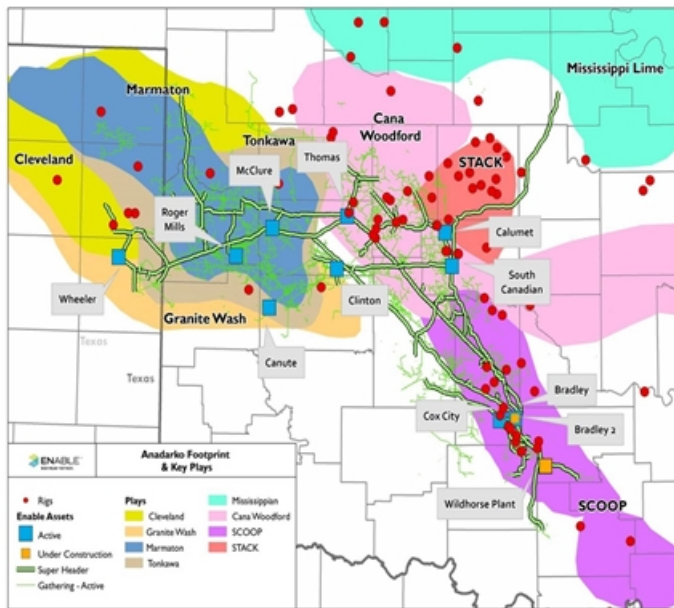 Mississippi Lime
Marmaton
Cana
Woodford
Tonkawa
Cleveland
McClure
Thomas
STACK
Roger
Mills
Calumet
South
Canadian
Wheeler
Clinton
Granite Wash
Canute
Texas
Texas
Bradley
Cox City
Bradley 2
Wildhorse Plant
SCOOP
ENABLE
Anadarko Footprint
& Key Plays
Rigs
Enable Assets
Active
Under Construction
Super Header
Gathering - Active
Plays
Cleveland
Granite Wash
Marmaton
Tonkawa
Mississippian
Cana Woodford
SCOOP
STACK